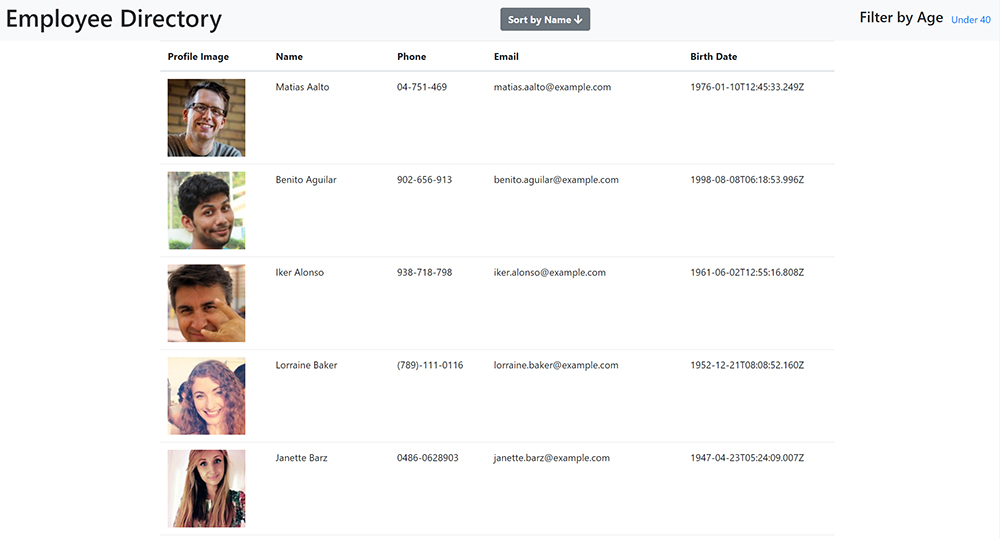 Employee Directory
Sort by Name ↓
Filter by Age Under 40
Profile Image Name Phone Email Birth Date
Matias Aalto 04-751-469 matias.aalto@example.com 1976-01-10T12:45:33.249Z
Benito Aguilar 902-656-913 benito.aguilar@example.com 1998-08-08T06:18:53.996Z
Iker Alonso 938-718-798 iker.alonso@example.com 1961-06-02T12:55:16.808Z
Lorraine Baker (789)-111-0116 lorraine.baker@example.com 1952-12-21T08:08:52.160Z
Janette Barz 0486-0628903 janette.barz@example.com 1947-04-23T05:24:09.007Z